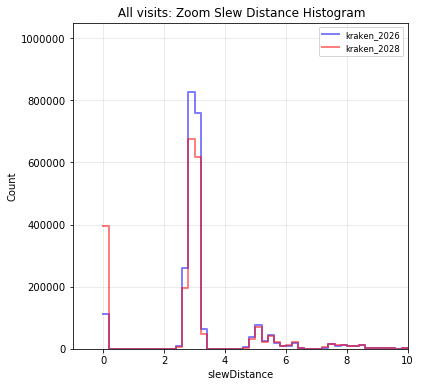 All visits: Zoom Slew Distance Histogram
kraken_2026
kraken_2028
1000000
800000
600000
400000
200000
0
Count
0 2 4 6 8 10
slewDistance